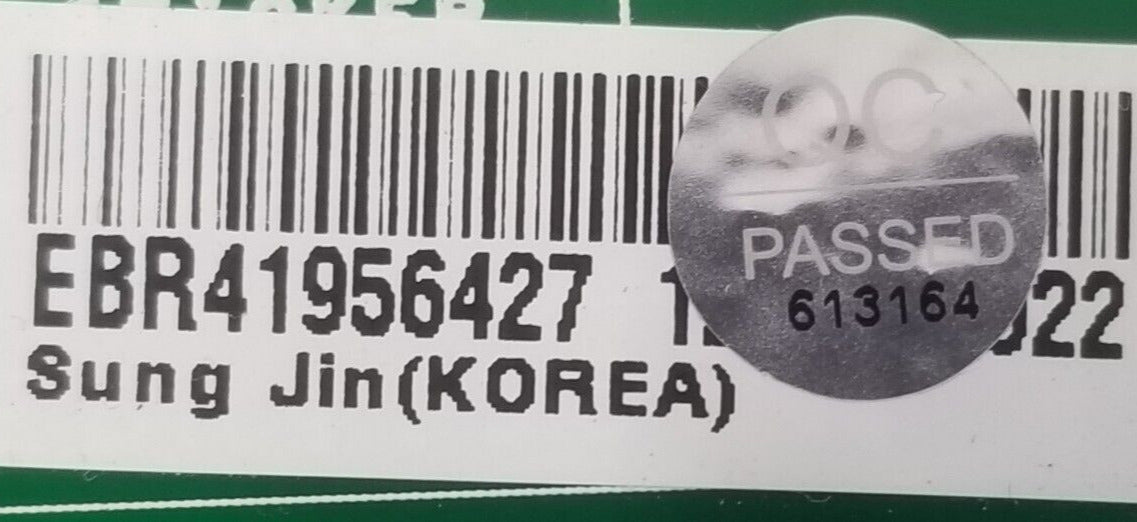 EBR41956427
Sung Jin(KOREA)
QC
PASSED
613164